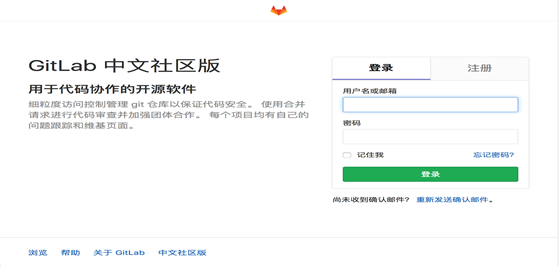 GitLab 中文社区版
用于代码协作的开源软件
细粒度访问控制管理 git 仓库以保证代码安全。 使用合并
请求进行代码审查并加强团体合作。 每个项目均有自己的
问题跟踪和维基页面。
登录 注册
用户名或邮箱
密码
记住我 忘记密码?
登录
尚未收到确认邮件? 重新发送确认邮件。
浏览 帮助 关于 GitLab 中文社区版